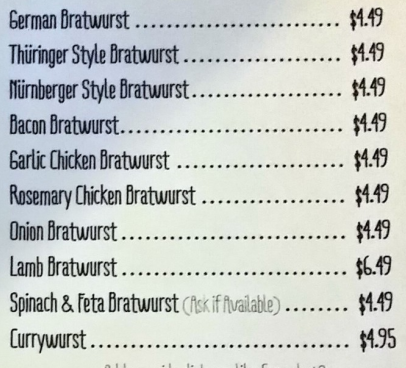 German Bratwurst ............................ $4.49
Thüringer Style Bratwurst ...................... $4.49
Nürnberger Style Bratwurst..................... $4.49
Bacon Bratwurst.............................. $4.49
Garlic Chicken Bratwurst ...................... $4.49
Rosemary Chicken Bratwurst ................... $4.49
Onion Bratwurst .............................. $4.49
Lamb Bratwurst .............................. $6.49
Spinach & Feta Bratwurst (Ask if Available) ........ $4.49
Currywurst .................................. $4.95